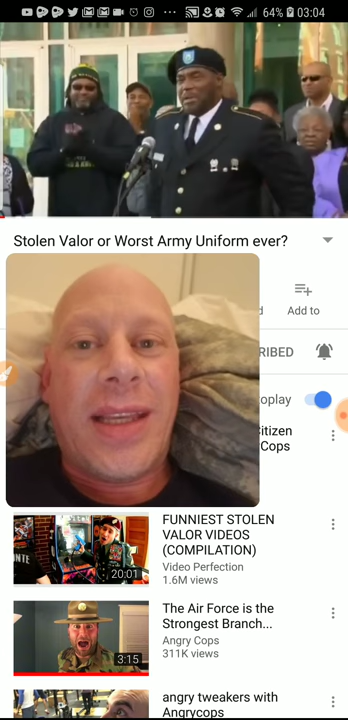 64% 03:04
Stolen Valor or Worst Army Uniform ever?
d
Add to
RIBED
oplay
Citizen
Cops
FUNNIEST STOLEN
VALOR VIDEOS
(COMPILATION)
Video Perfection
1.6M views
NTE
20:01
The Air Force is the
Strongest Branch...
Angry Cops
311K views
3:15
angry tweakers with
Angrycops